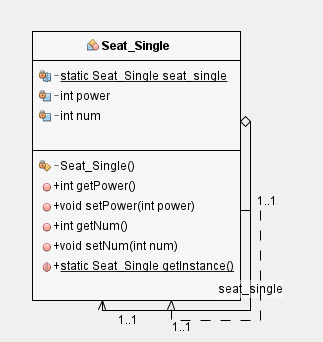 Seat_Single
-static Seat_Single seat_single
-int power
-int num
-Seat_Single()
+int getPower()
+void setPower(int power)
+int getNum()
+void setNum(int num)
+static Seat_Single getInstance()
1..1
seat_single
1..1
1..1